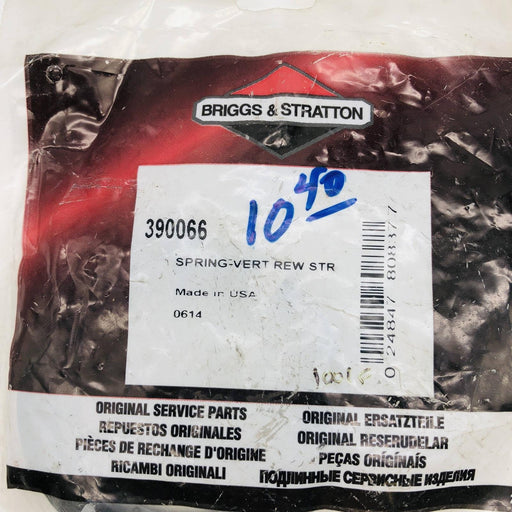 BRIGGS & STRATTON
390066
10 40
SPRING-VERT REW STR
Made in USA
0614
0 24847 80837 7
ORIGINAL SERVICE PARTS
REPUESTOS ORIGINALES
PIÈCES DE RECHANGE D'ORIGINE
RICAMBI ORIGINALI
ORIGINAL ERSATZTEILE
ORIGINAL RESERUDELAR
PEÇAS ORIGINAIS
ПОДЛИННЫЕ СЕРВИСНЫЕ ИЗДЕЛИЯ